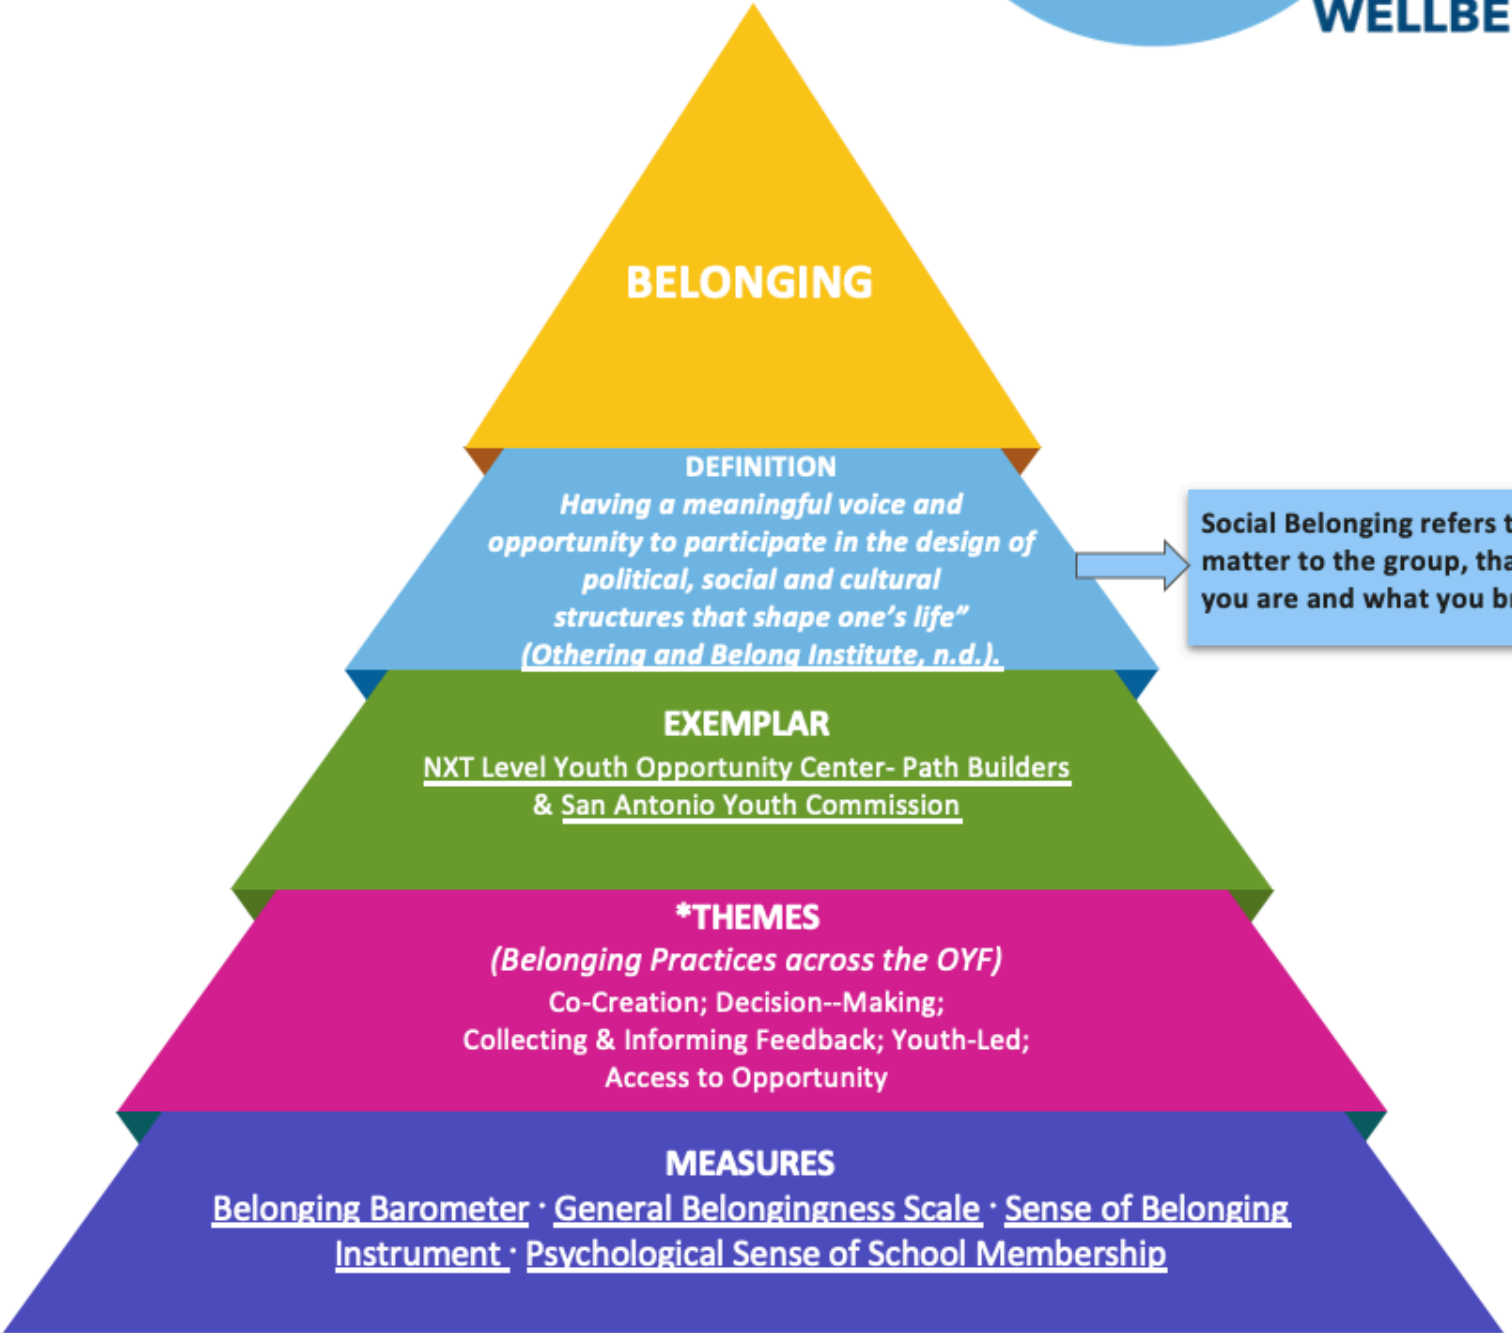 WELLBE
BELONGING
DEFINITION
Having a meaningful voice and
opportunity to participate in the design of
political, social and cultural
structures that shape one’s life”
(Othering and Belong Institute, n.d.).
Social Belonging refers t
matter to the group, tha
you are and what you br
EXEMPLAR
NXT Level Youth Opportunity Center- Path Builders
& San Antonio Youth Commission
*THEMES
(Belonging Practices across the OYF)
Co-Creation; Decision--Making;
Collecting & Informing Feedback; Youth-Led;
Access to Opportunity
MEASURES
Belonging Barometer · General Belongingness Scale · Sense of Belonging
Instrument · Psychological Sense of School Membership